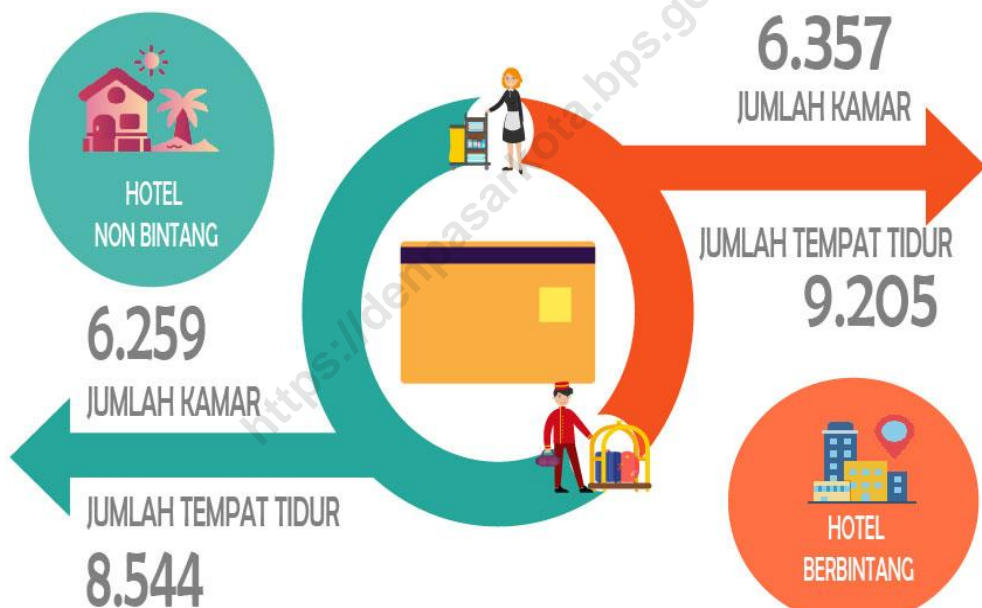 HOTEL
NON BINTANG
6.259
JUMLAH KAMAR
JUMLAH TEMPAT TIDUR
8.544
6.357
JUMLAH KAMAR
JUMLAH TEMPAT TIDUR
9.205
HOTEL
BERBINTANG
https://denpasarkota.bps.go